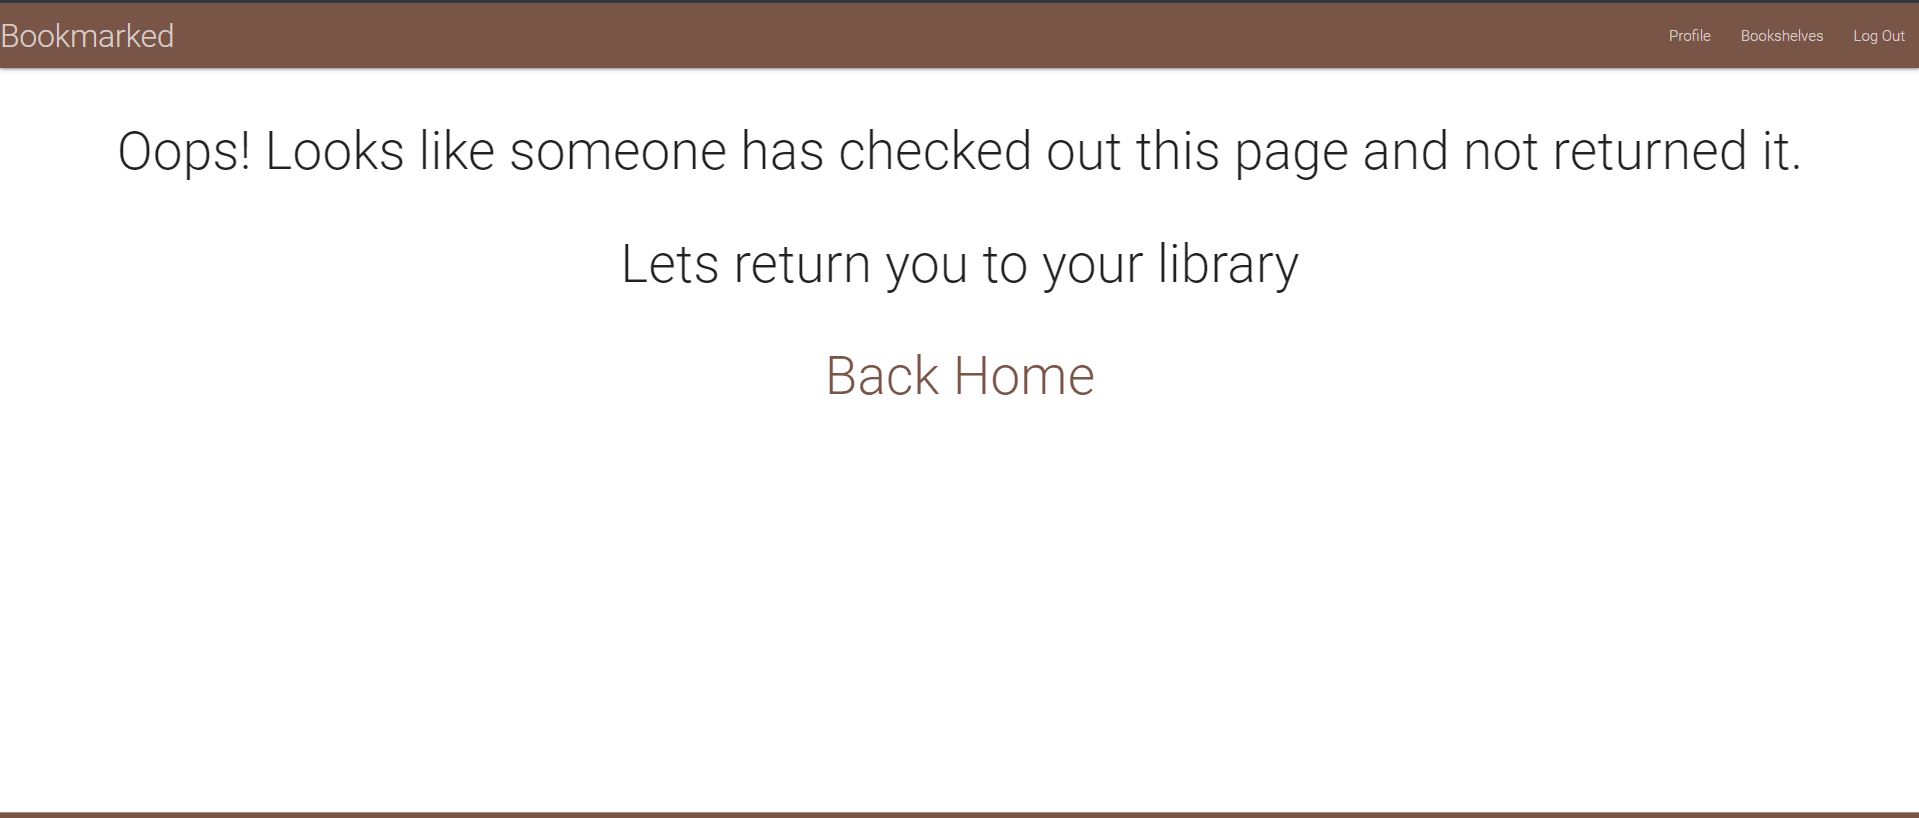 Bookmarked
Profile Bookshelves Log Out
Oops! Looks like someone has checked out this page and not returned it.
Lets return you to your library
Back Home